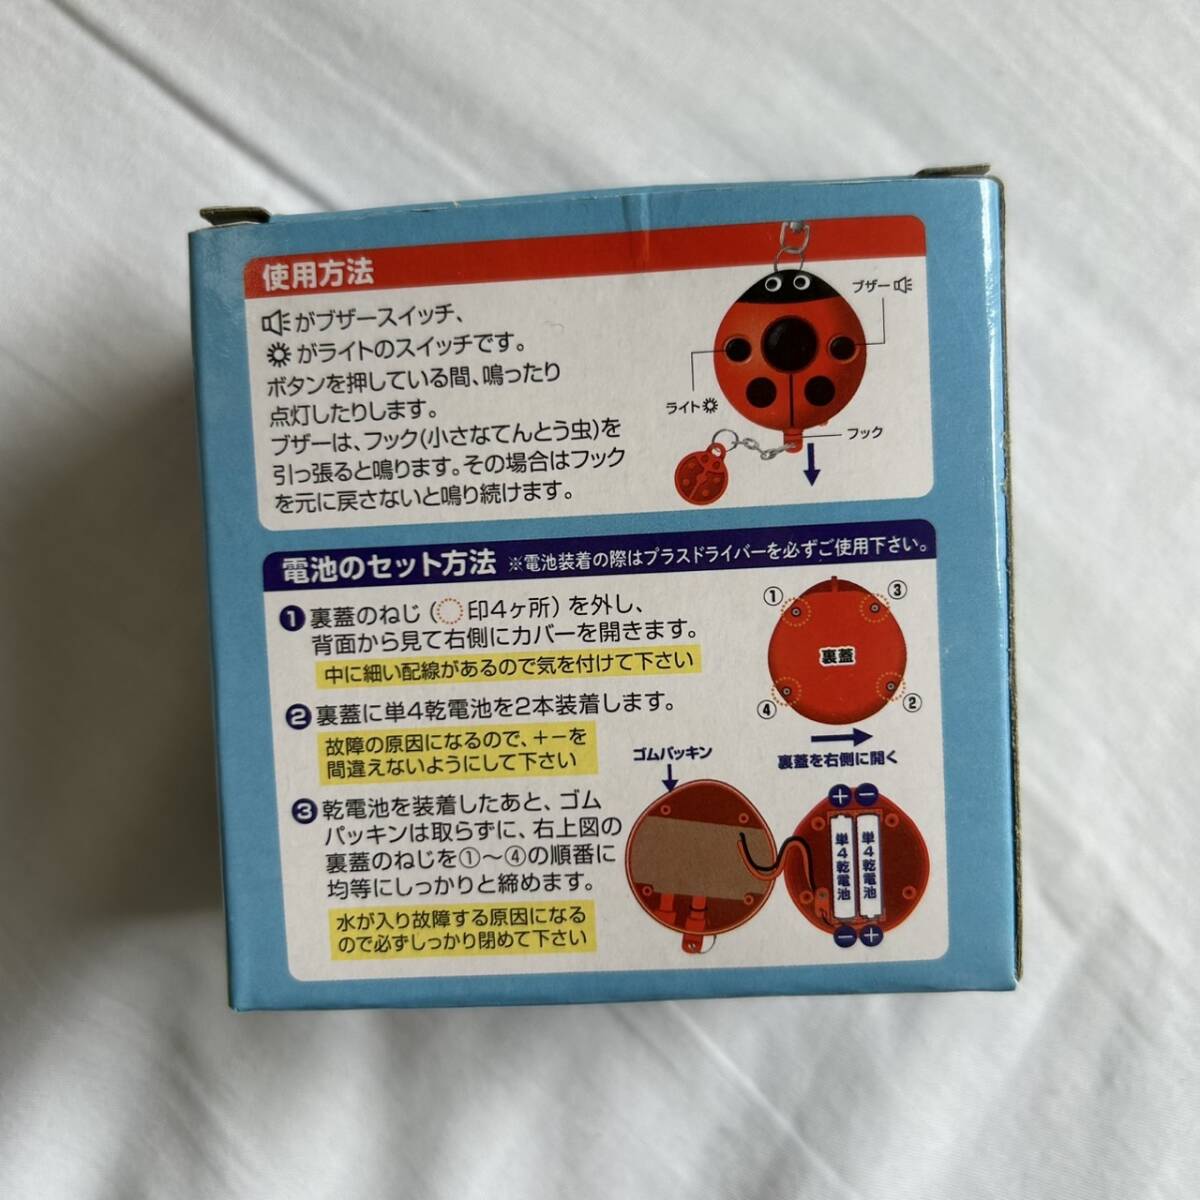 使用方法
がブザースイッチ、
がライトのスイッチです。
ボタンを押している間、鳴ったり
点灯したりします。
ブザーは、フック(小さなてんとう虫)を
引っ張ると鳴ります。その場合はフック
を元に戻さないと鳴り続けます。
ブザー
ライト
フック
電池のセット方法 ※電池装着の際はプラスドライバーを必ずご使用下さい。
1 裏蓋のねじ(印4ヶ所)を外し、
背面から見て右側にカバーを開きます。
中に細い配線があるので気を付けて下さい
2 裏蓋に単4乾電池を2本装着します。
故障の原因になるので、+−を
間違えないようにして下さい
3 乾電池を装着したあと、ゴム
パッキンは取らずに、右上図の
裏蓋のねじを①〜④の順番に
均等にしっかりと締めます。
水が入り故障する原因になる
ので必ずしっかり閉めて下さい
① ③
裏蓋
④ ②
裏蓋を右側に開く
ゴムパッキン
+ −
単4乾電池
単4乾電池
− +